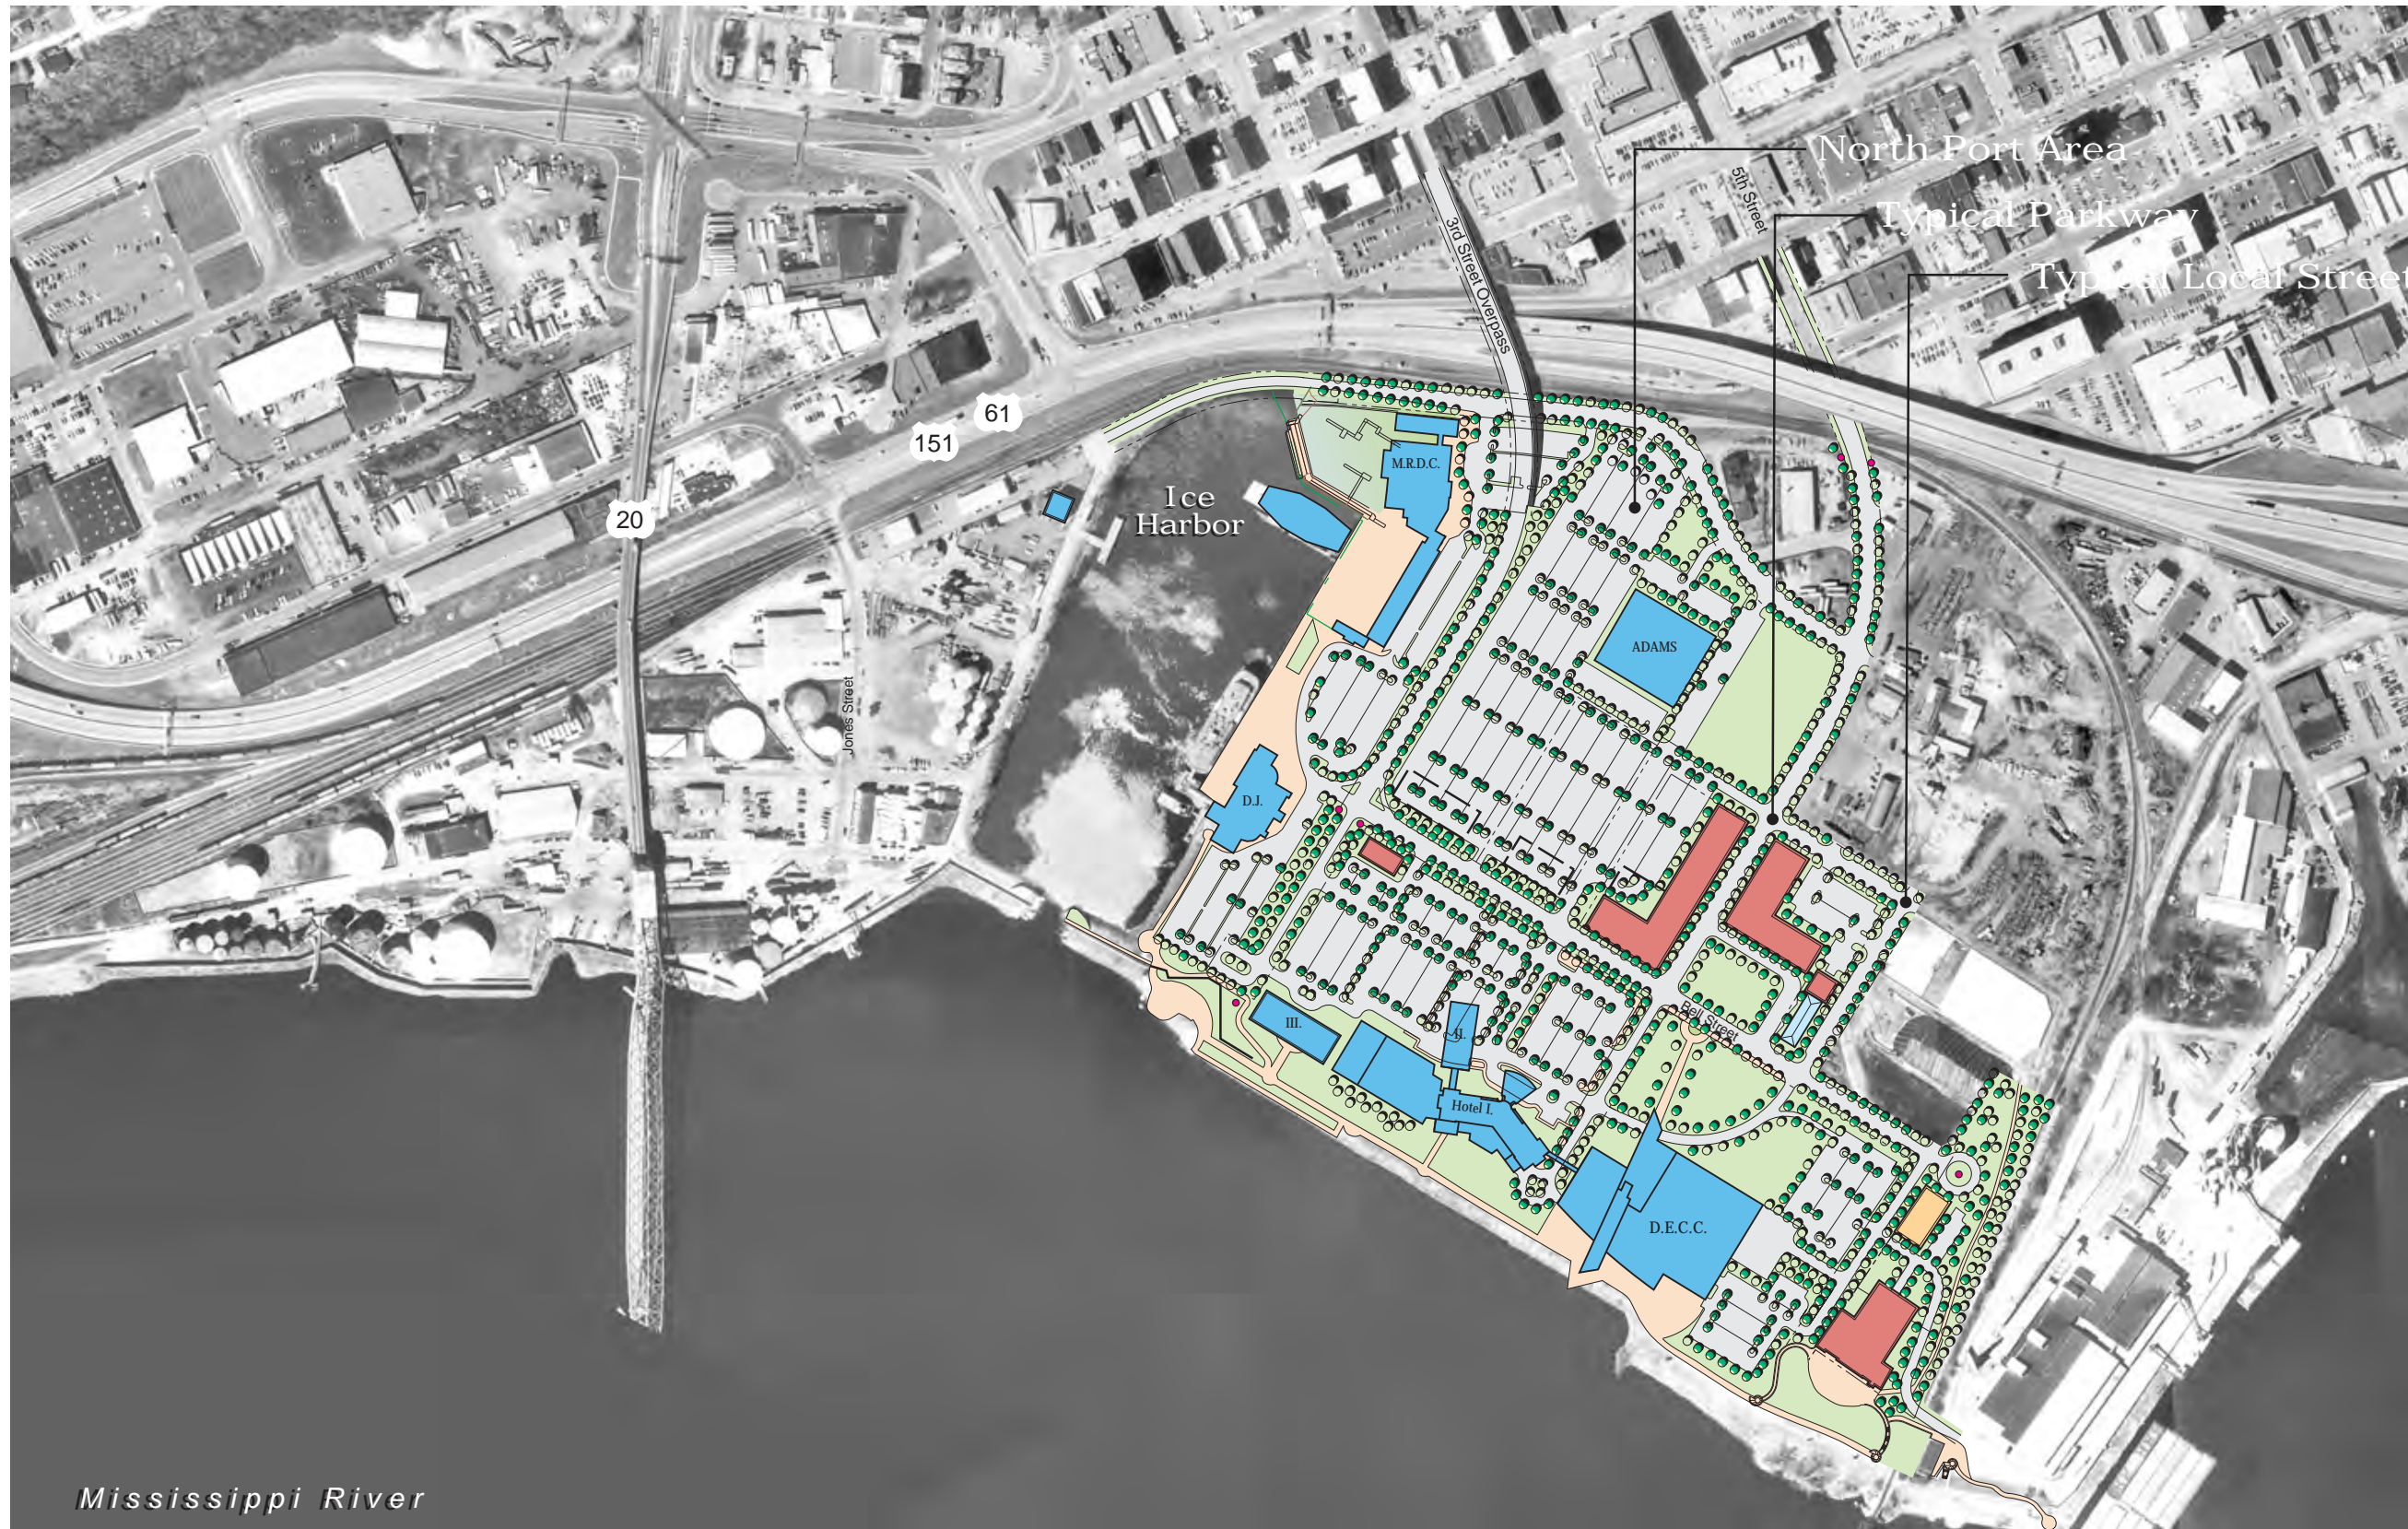 North Port Area
5th Street
Typical Parkway
3rd Street Overpass
Typical Local Street
61
151
M.R.D.C.
Ice
Harbor
20
ADAMS
Jones Street
D.J.
Bell Street
III.
II.
Hotel I.
D.E.C.C.
Mississippi River